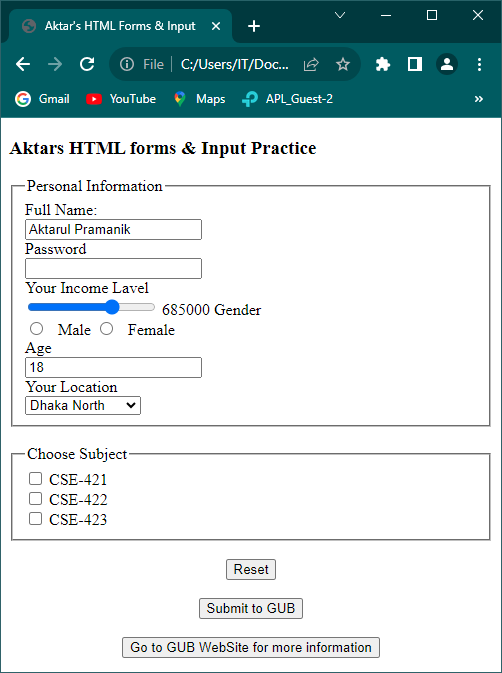 Aktar's HTML Forms & Input
File C:/Users/IT/Doc...
Gmail YouTube Maps APL_Guest-2 »
Aktars HTML forms & Input Practice
Personal Information
Full Name:
Aktarul Pramanik
Password
Your Income Lavel
685000 Gender
Male Female
Age
18
Your Location
Dhaka North
Choose Subject
CSE-421
CSE-422
CSE-423
Reset
Submit to GUB
Go to GUB WebSite for more information